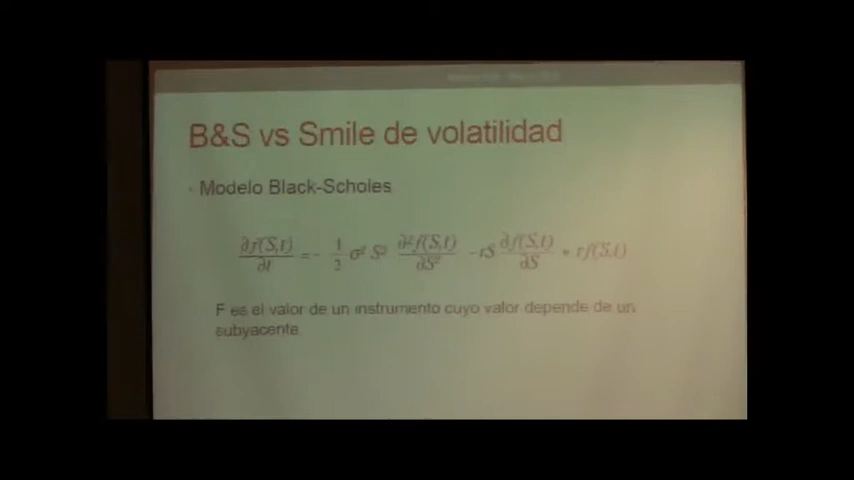 B&S vs Smile de volatilidad
• Modelo Black-Scholes
∂f(S,t)/∂t = - 1/2 σ² S² ∂²f(S,t)/∂S² - rS ∂f(S,t)/∂S + rf(S,t)
F es el valor de un instrumento cuyo valor depende de un
subyacente